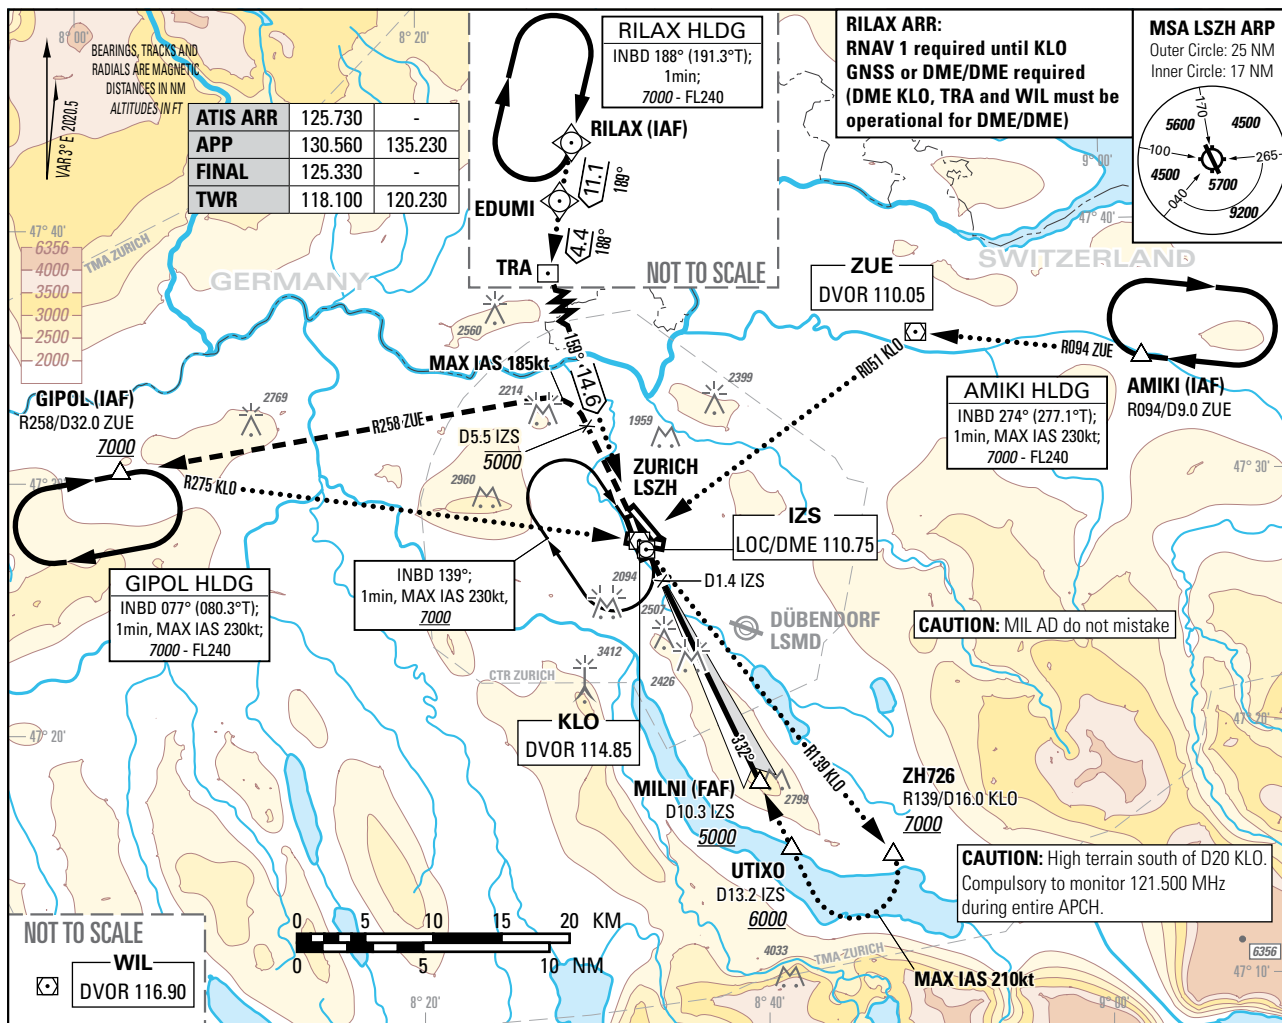 8° 00'
8° 20'
BEARINGS, TRACKS AND
RADIALS ARE MAGNETIC
DISTANCES IN NM
ALTITUDES IN FT
VAR 3° E 2020.5
ATIS ARR 125.730 -
APP 130.560 135.230
FINAL 125.330 -
TWR 118.100 120.230
RILAX HLDG
INBD 188° (191.3°T);
1min;
7000 - FL240
RILAX (IAF)
11.1
189°
EDUMI
4.4
188°
TRA
NOT TO SCALE
RILAX ARR:
RNAV 1 required until KLO
GNSS or DME/DME required
(DME KLO, TRA and WIL must be
operational for DME/DME)
MSA LSZH ARP
Outer Circle: 25 NM
Inner Circle: 17 NM
170
5600
4500
100
265
4500
5700
040
9200
9° 00'
47° 40'
47° 40'
6356
4000
3500
3000
2500
2000
TMA ZURICH
GERMANY
SWITZERLAND
ZUE
DVOR 110.05
2560
159°
14.6
R051 KLO
R094 ZUE
MAX IAS 185kt
GIPOL (IAF)
R258/D32.0 ZUE
7000
2769
2214
2399
R258 ZUE
D5.5 IZS
5000
1959
AMIKI HLDG
INBD 274° (277.1°T);
1min, MAX IAS 230kt;
7000 - FL240
AMIKI (IAF)
R094/D9.0 ZUE
47° 30'
47° 30'
R275 KLO
2960
ZURICH
LSZH
IZS
LOC/DME 110.75
GIPOL HLDG
INBD 077° (080.3°T);
1min, MAX IAS 230kt;
7000 - FL240
INBD 139°;
1min, MAX IAS 230kt,
7000
2094
D1.4 IZS
2507
DÜBENDORF
LSMD
CAUTION: MIL AD do not mistake
3412
2426
CTR ZURICH
KLO
DVOR 114.85
47° 20'
47° 20'
332°
R139 KLO
MILNI (FAF)
D10.3 IZS
5000
2799
ZH726
R139/D16.0 KLO
7000
UTIXO
D13.2 IZS
6000
CAUTION: High terrain south of D20 KLO.
Compulsory to monitor 121.500 MHz
during entire APCH.
NOT TO SCALE
WIL
DVOR 116.90
0 5 10 20 KM
0 5 10 NM
4033
TMA ZURICH
MAX IAS 210kt
6356
47° 10'
8° 20'
8° 40'
9° 00'